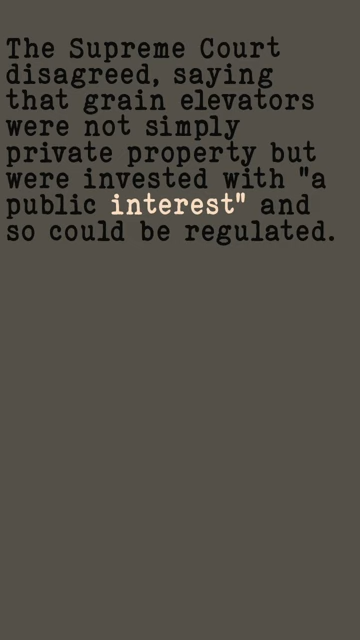 The Supreme Court
disagreed, saying
that grain elevators
were not simply
private property but
were invested with "a
public interest" and
so could be regulated.